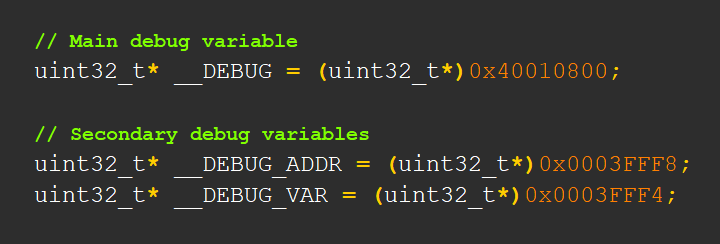 // Main debug variable
uint32_t* __DEBUG = (uint32_t*)0x40010800;
// Secondary debug variables
uint32_t* __DEBUG_ADDR = (uint32_t*)0x0003FFF8;
uint32_t* __DEBUG_VAR = (uint32_t*)0x0003FFF4;